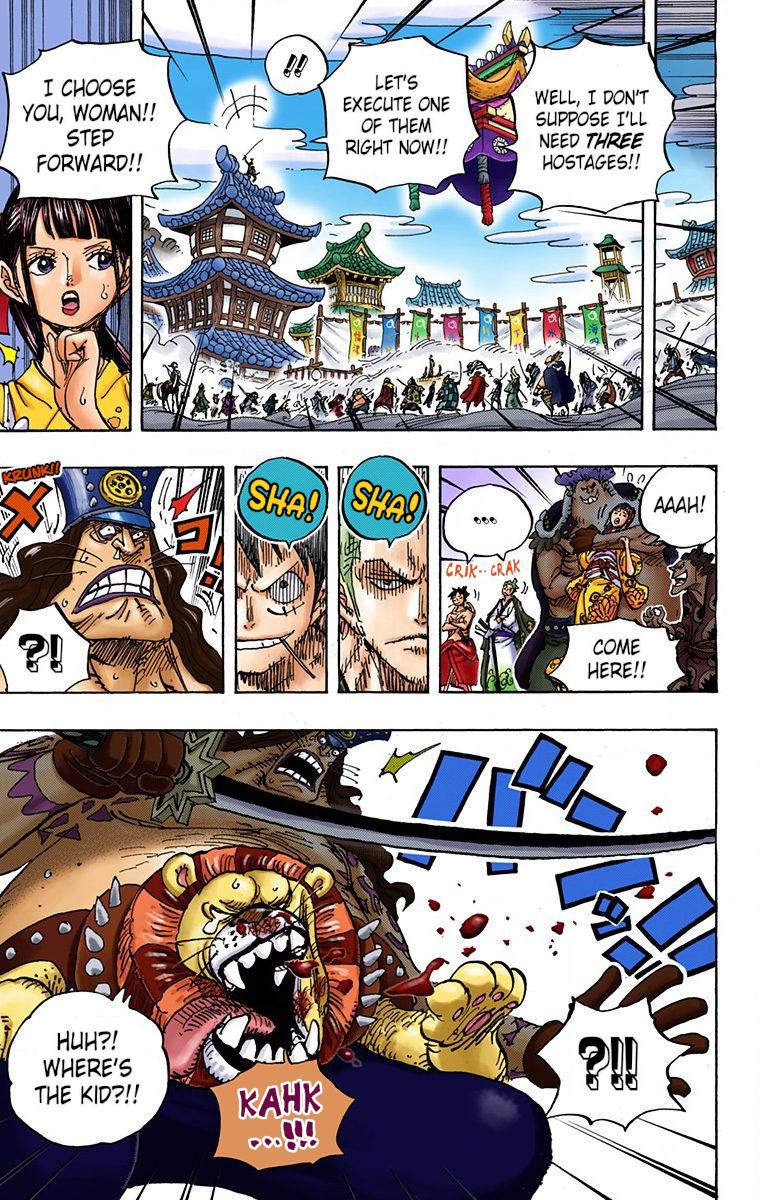 WELL, I DON'T
SUPPOSE I'LL
NEED THREE
HOSTAGES!!
LET'S
EXECUTE ONE
OF THEM
RIGHT NOW!!
!!
I CHOOSE
YOU, WOMAN!!
STEP
FORWARD!!
AAAH!
COME
HERE!!
...
CRIK·· CRAK
SHA!
SHA!
KRUNK!!
?!
?!!
HUH?!
WHERE'S
THE KID?!!
KAHK
...!!!